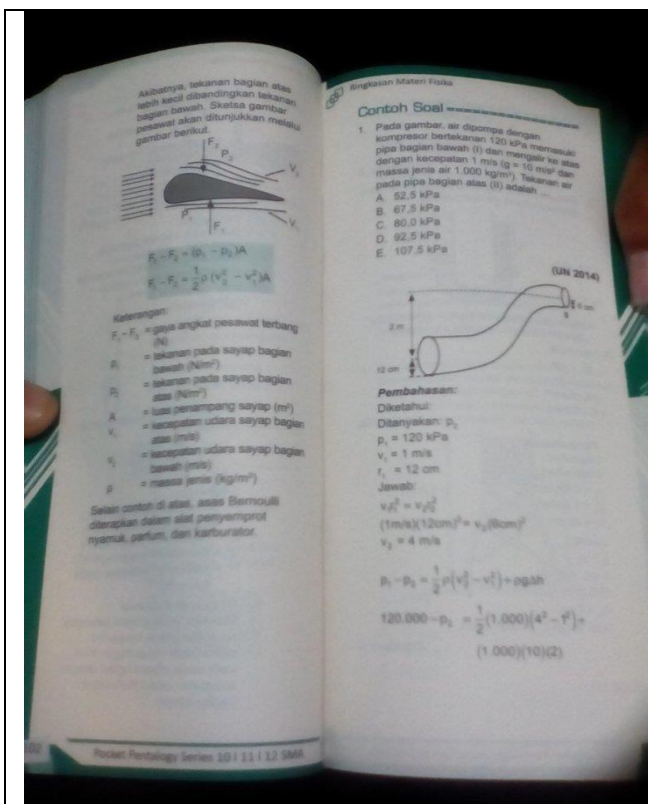 Akibatnya, tekanan bagian atas
lebih kecil dibandingkan tekanan
bagian bawah. Sketsa gambar
pesawat akan ditunjukkan melalui
gambar berikut.
F₂
P₂
V₂
P₁
F₁
V₁
F₁ – F₂ = (p₁ – p₂)A
F₁ – F₂ = 1/2 ρ (v₂² – v₁²)A
Keterangan:
F₁ – F₂ = gaya angkat pesawat terbang
(N)
p₁ = tekanan pada sayap bagian
bawah (N/m²)
p₂ = tekanan pada sayap bagian
atas (N/m²)
A = luas penampang sayap (m²)
v₁ = kecepatan udara sayap bagian
atas (m/s)
v₂ = kecepatan udara sayap bagian
bawah (m/s)
ρ = massa jenis (kg/m³)
Selain contoh di atas, asas Bernoulli
diterapkan dalam alat penyemprot
nyamuk, parfum, dan karburator.
02
Pocket Pentalogy Series 10 | 11 | 12 SMA
Ringkasan Materi Fisika
Contoh Soal
1. Pada gambar, air dipompa dengan
kompresor bertekanan 120 kPa memasuki
pipa bagian bawah (I) dan mengalir ke atas
dengan kecepatan 1 m/s (g = 10 m/s² dan
massa jenis air 1.000 kg/m³). Tekanan air
pada pipa bagian atas (II) adalah
A. 52,5 kPa
B. 67,5 kPa
C. 80,0 kPa
D. 92,5 kPa
E. 107,5 kPa
(UN 2014)
2 m
6 cm
12 cm
Pembahasan:
Diketahui:
Ditanyakan: p₂
p₁ = 120 kPa
v₁ = 1 m/s
r₁ = 12 cm
Jawab:
v₁r₁² = v₂r₂²
(1m/s)(12cm)² = v₂(6cm)²
v₂ = 4 m/s
p₁ – p₂ = 1/2 ρ(v₂² – v₁²) + ρgΔh
120.000 – p₂ = 1/2 (1.000)(4² – 1²) +
(1.000)(10)(2)